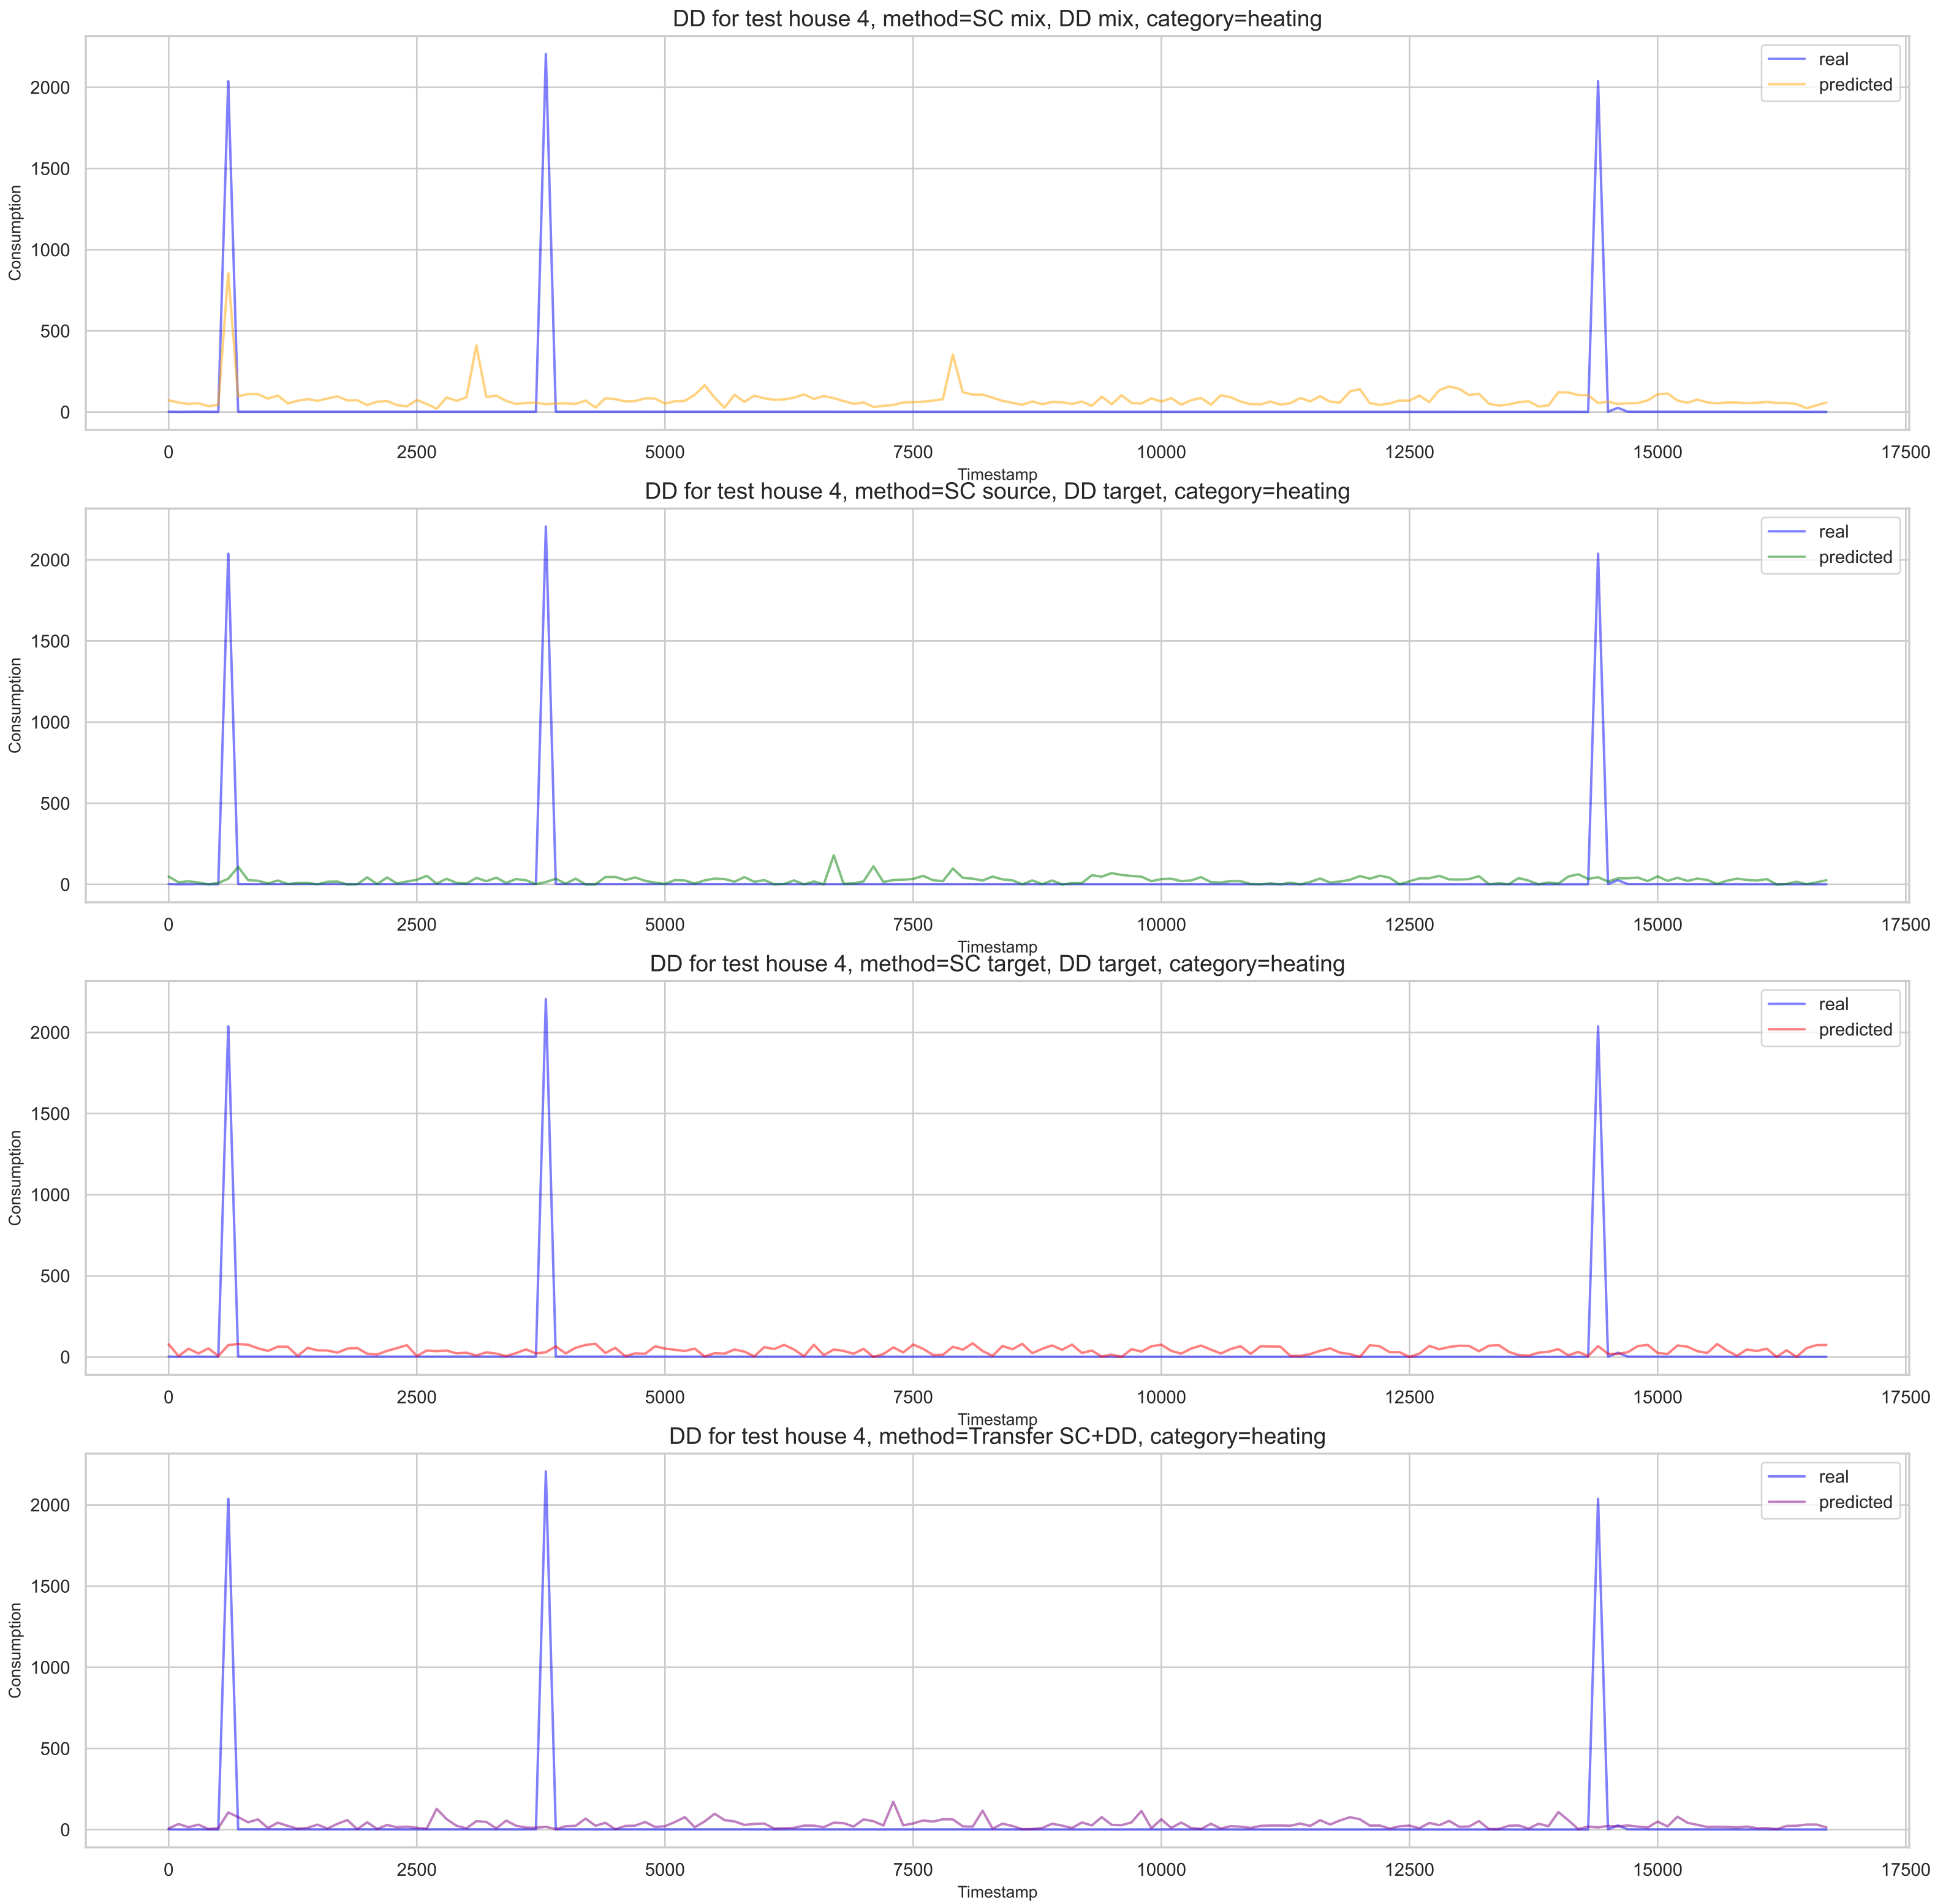 DD for test house 4, method=SC mix, DD mix, category=heating
real
predicted
2000
1500
1000
500
0
Consumption
0 2500 5000 7500 10000 12500 15000 17500
Timestamp
DD for test house 4, method=SC source, DD target, category=heating
real
predicted
2000
1500
1000
500
0
Consumption
0 2500 5000 7500 10000 12500 15000 17500
Timestamp
DD for test house 4, method=SC target, DD target, category=heating
real
predicted
2000
1500
1000
500
0
Consumption
0 2500 5000 7500 10000 12500 15000 17500
Timestamp
DD for test house 4, method=Transfer SC+DD, category=heating
real
predicted
2000
1500
1000
500
0
Consumption
0 2500 5000 7500 10000 12500 15000 17500
Timestamp